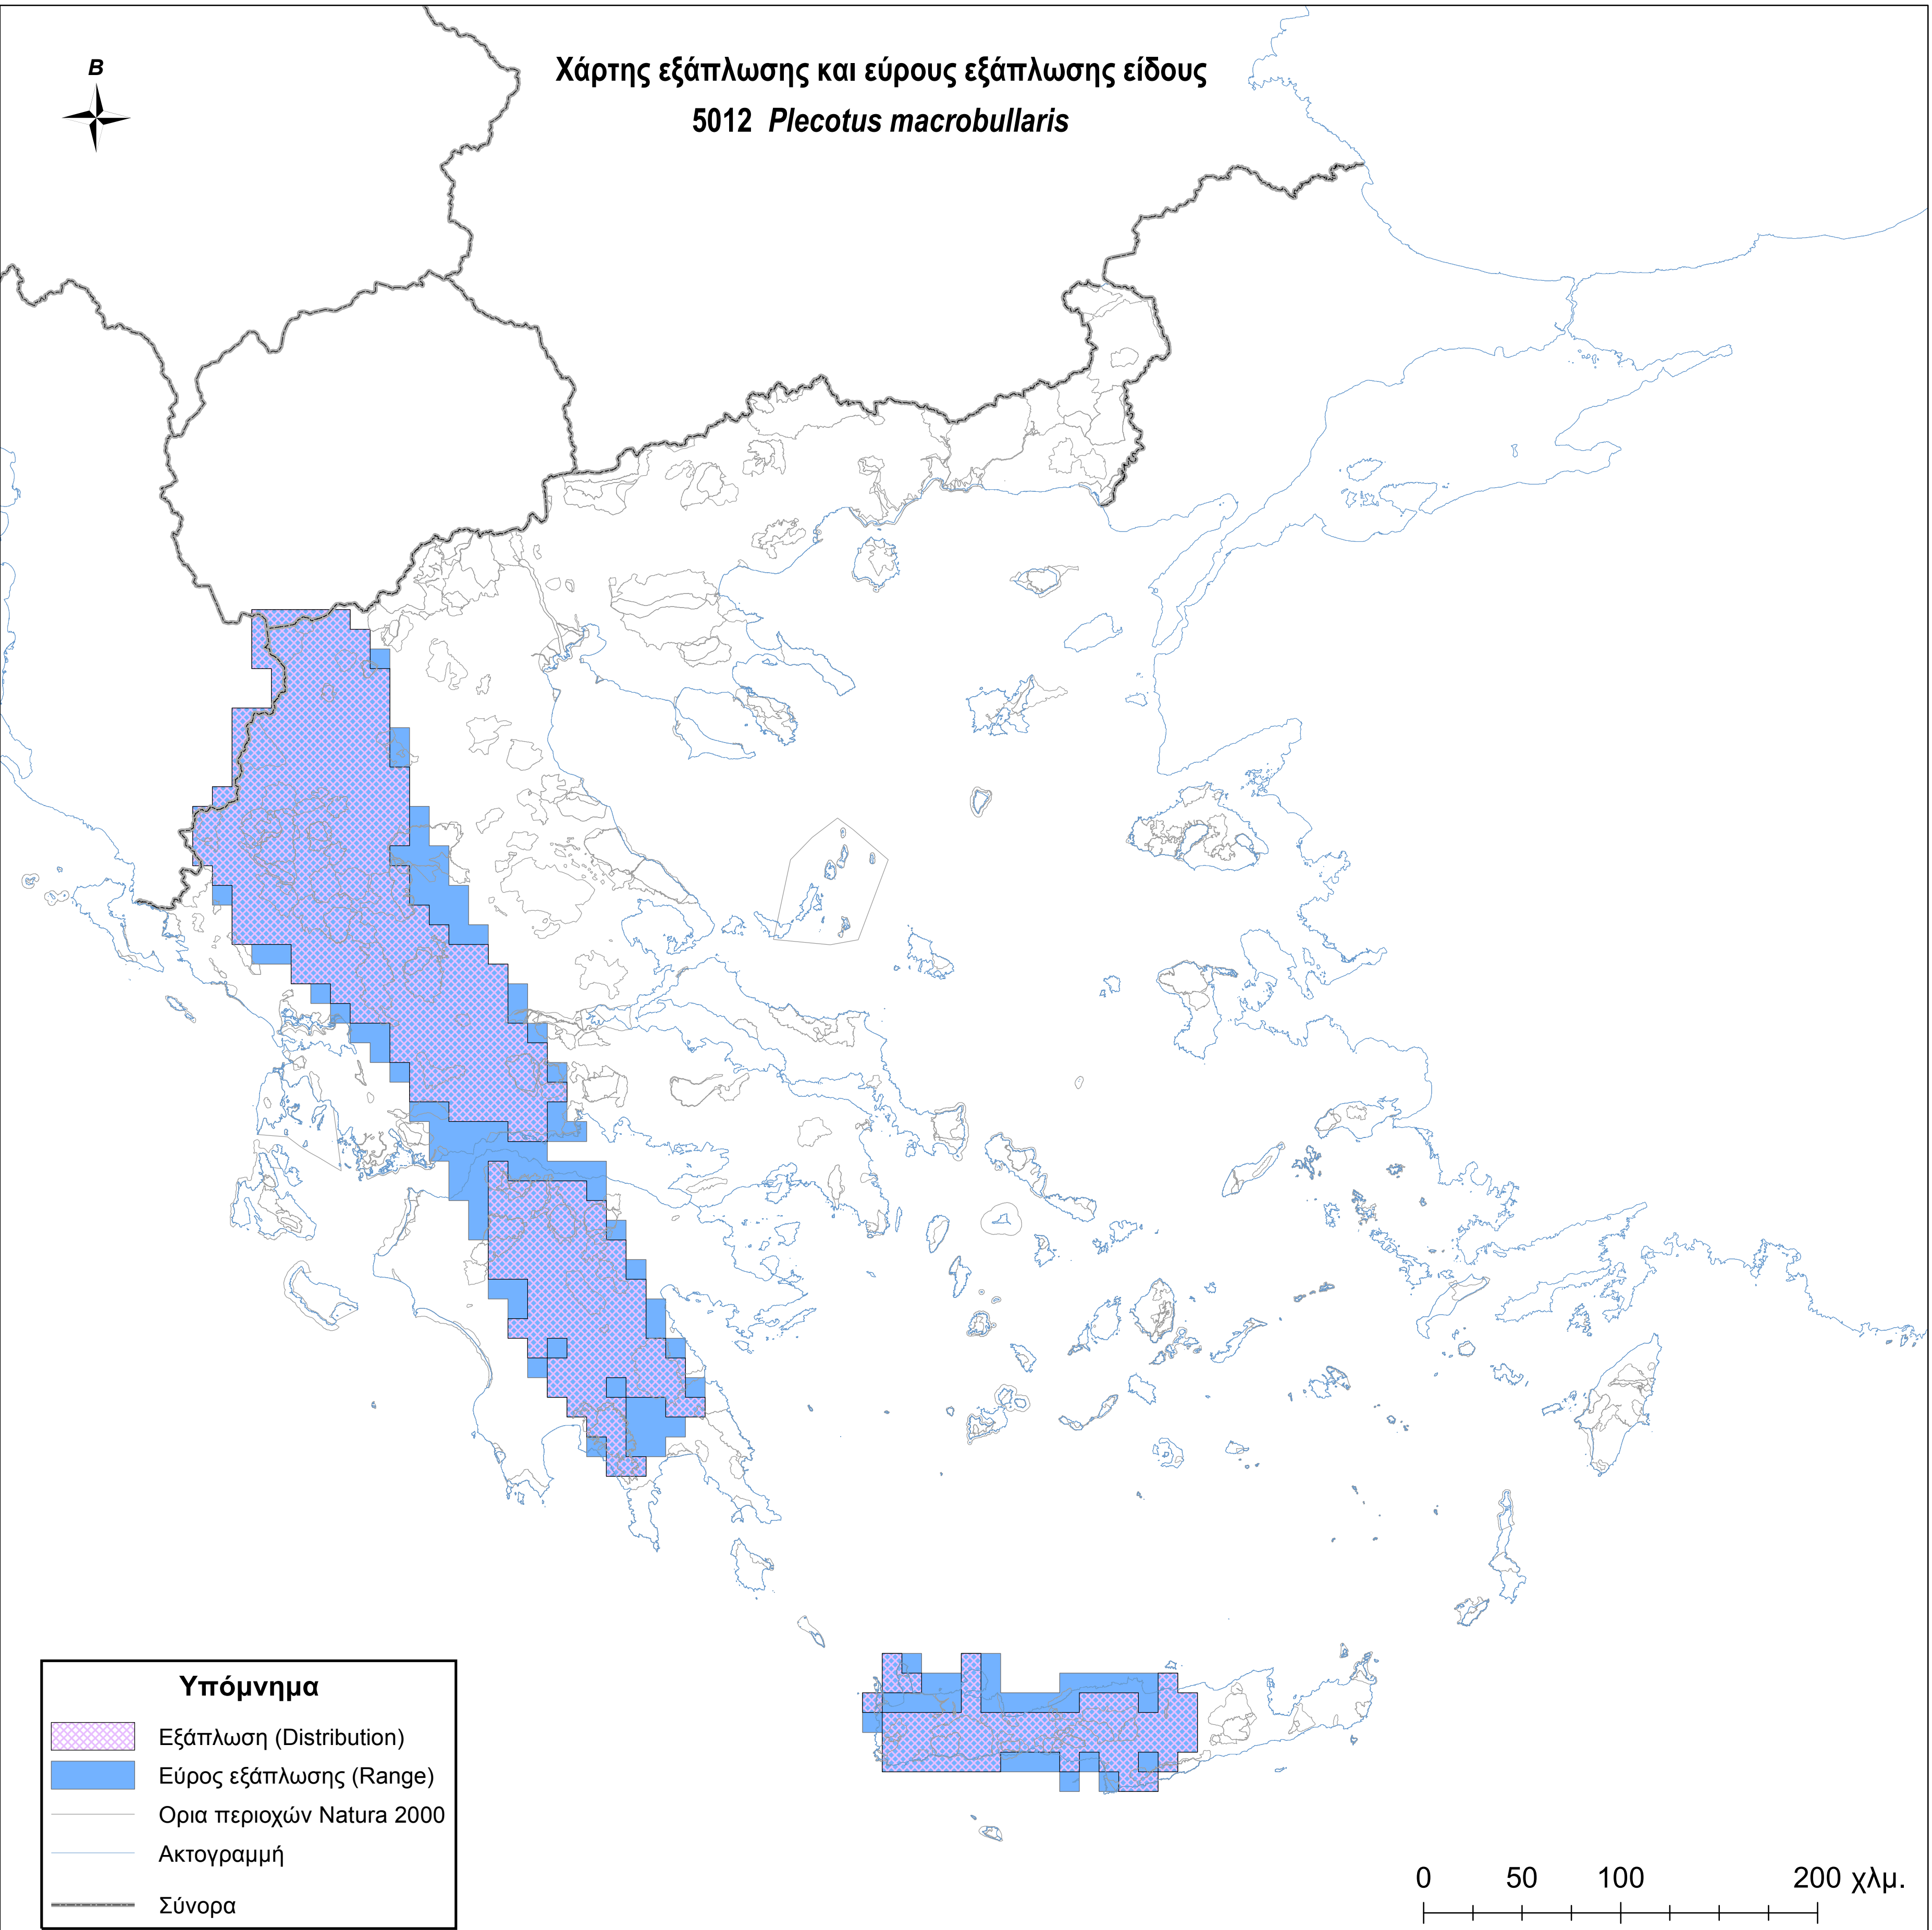 Χάρτης εξάπλωσης και εύρους εξάπλωσης είδους
5012 Plecotus macrobullaris
Β
Υπόμνημα
Εξάπλωση (Distribution)
Εύρος εξάπλωσης (Range)
Ορια περιοχών Natura 2000
Ακτογραμμή
Σύνορα
0 50 100 200 χλμ.